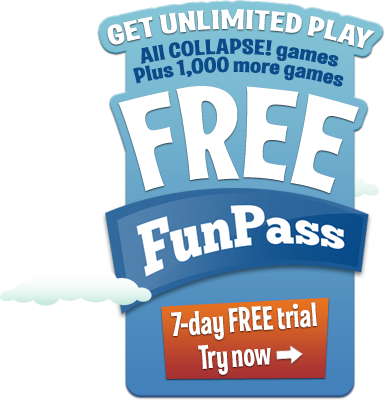 GET UNLIMITED PLAY
All COLLAPSE! games
Plus 1,000 more games
FREE
FunPass
7-day FREE trial
Try now